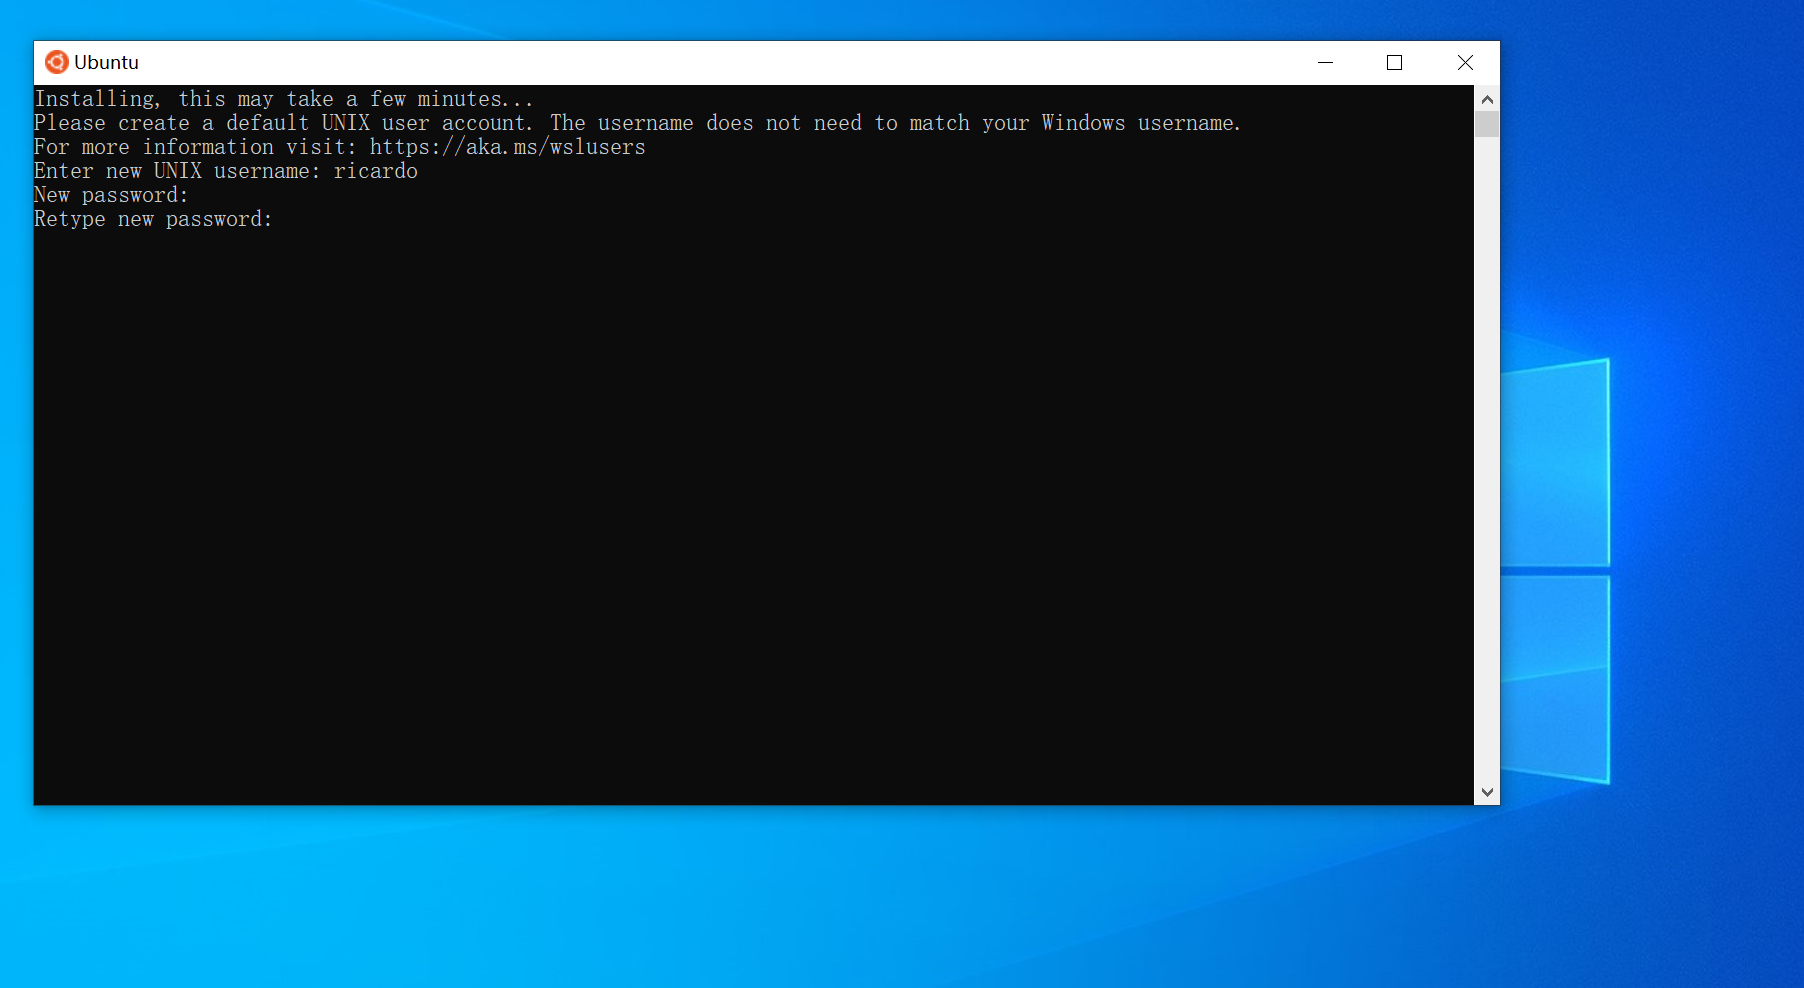 Ubuntu
Installing, this may take a few minutes...
Please create a default UNIX user account. The username does not need to match your Windows username.
For more information visit: https://aka.ms/wslusers
Enter new UNIX username: ricardo
New password:
Retype new password: